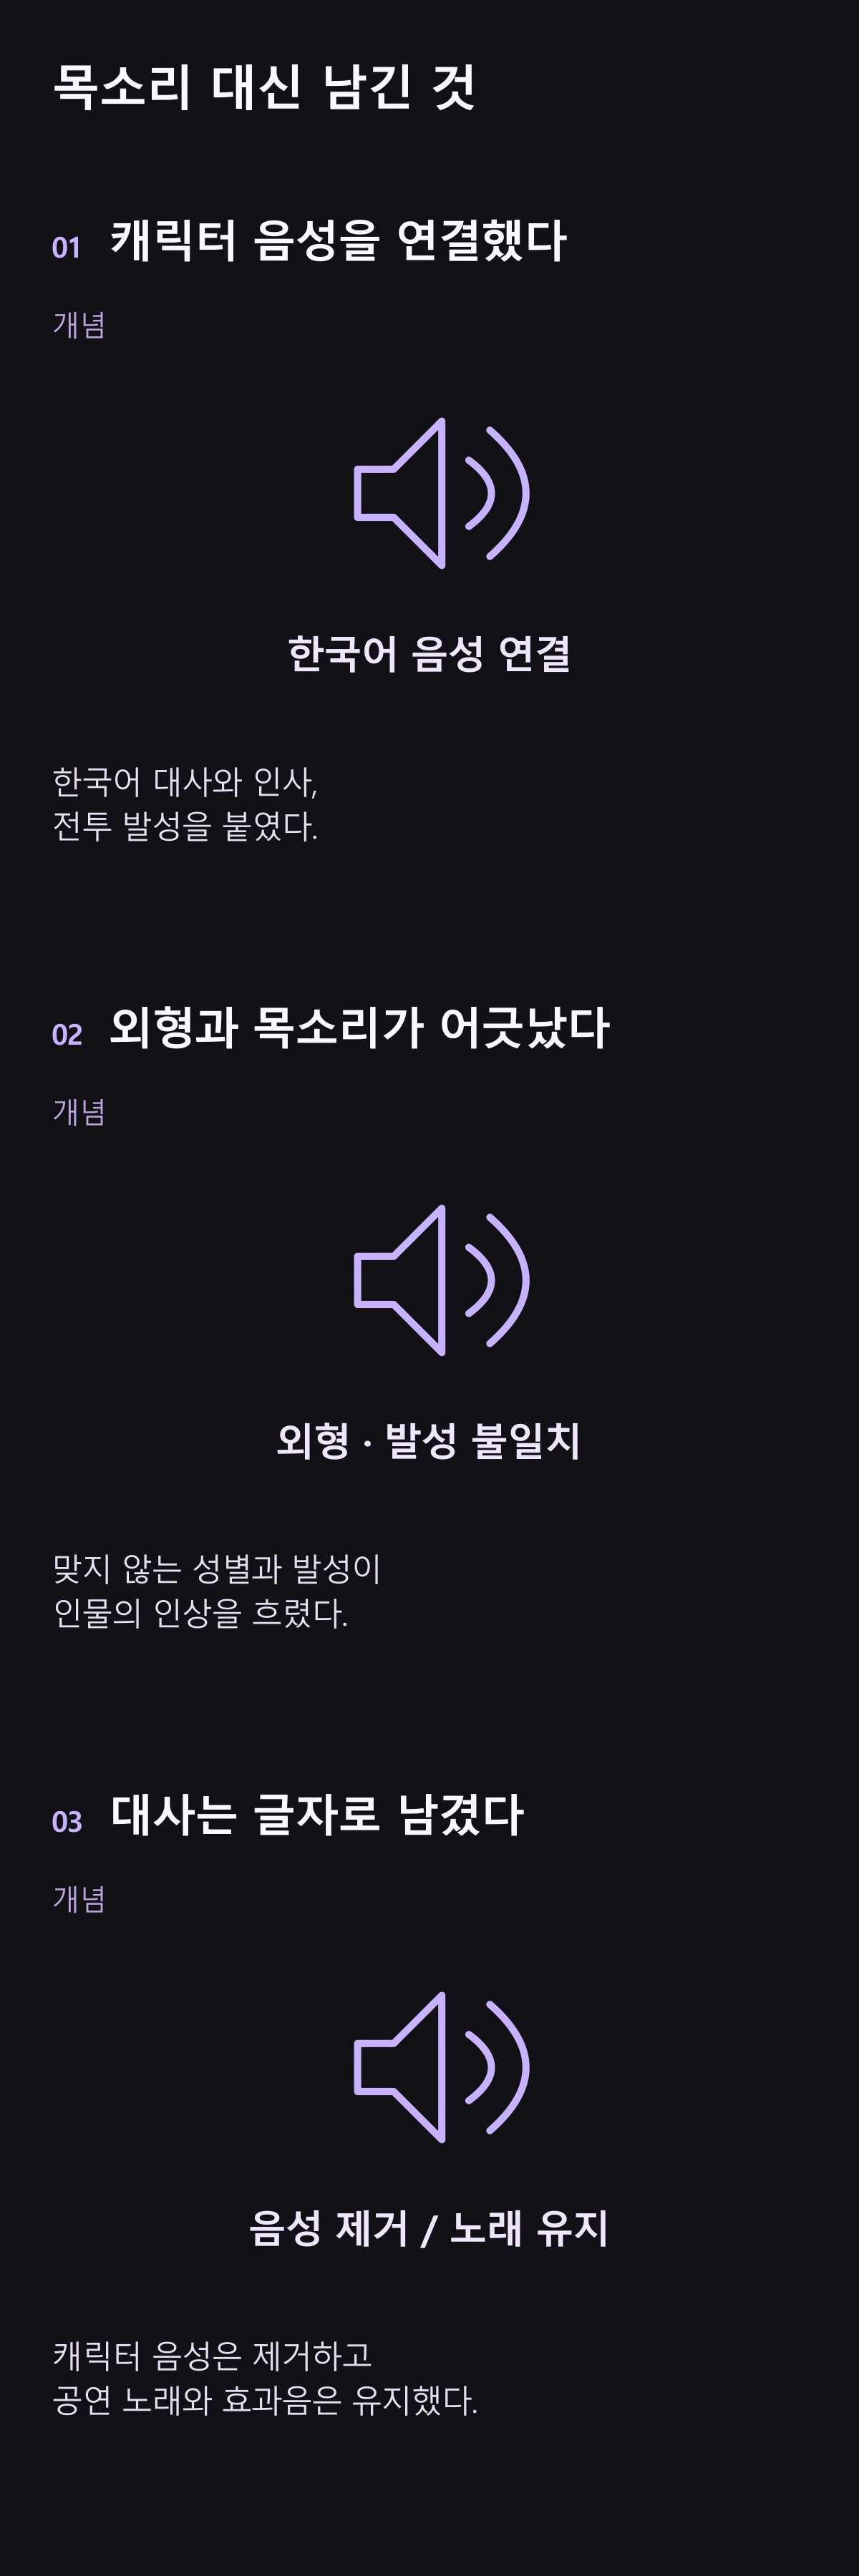 목소리 대신 남긴 것
01 캐릭터 음성을 연결했다
개념
한국어 음성 연결
한국어 대사와 인사,
전투 발성을 붙였다.
02 외형과 목소리가 어긋났다
개념
외형 · 발성 불일치
맞지 않는 성별과 발성이
인물의 인상을 흐렸다.
03 대사는 글자로 남겼다
개념
음성 제거 / 노래 유지
캐릭터 음성은 제거하고
공연 노래와 효과음은 유지했다.